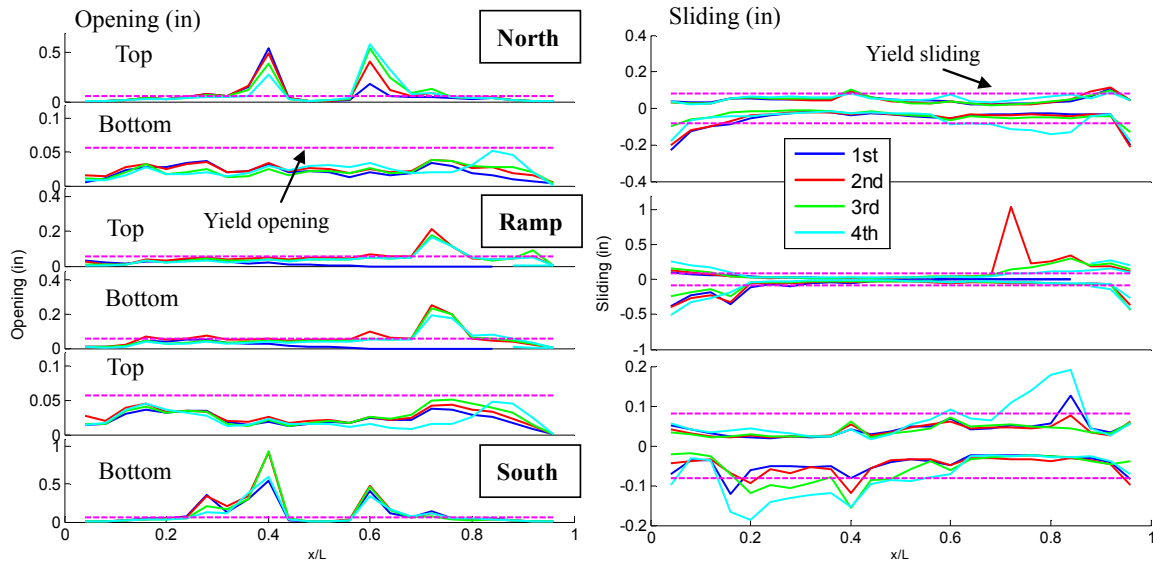 Opening (in)
Top
North
0.5
0
0.1
Bottom
0.05
0
0.4
Top
Yield opening
Ramp
0.2
0
0.4
Bottom
0.2
0
0.1
Top
0.05
0
1
Bottom
South
0.5
0
0
0.2
0.4
0.6
0.8
1
x/L
Opening (in)
Sliding (in)
0.4
Yield sliding
0.2
0
-0.2
-0.4
1st
2nd
3rd
4th
1
0.5
0
-0.5
-1
0.2
0.1
0
-0.1
-0.2
0
0.2
0.4
0.6
0.8
1
x/L
Sliding (in)